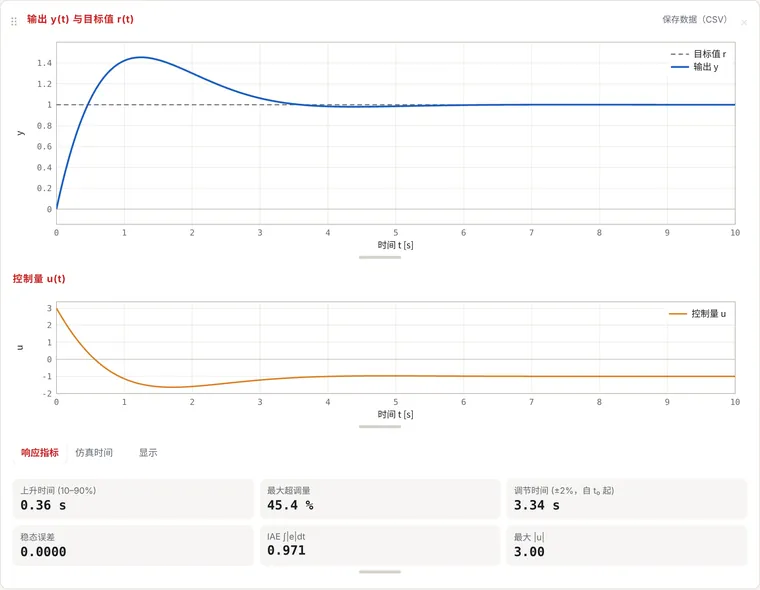 输出 y(t) 与目标值 r(t)
保存数据（CSV）
×
目标值 r
输出 y
1.4
1.2
1
0.8
0.6
0.4
0.2
0
y
0 1 2 3 4 5 6 7 8 9 10
时间 t [s]
控制量 u(t)
控制量 u
3
2
1
0
-1
-2
u
0 1 2 3 4 5 6 7 8 9 10
时间 t [s]
响应指标 仿真时间 显示
上升时间 (10–90%)
0.36 s
最大超调量
45.4 %
调节时间 (±2%，自 t₀ 起)
3.34 s
稳态误差
0.0000
IAE ∫|e|dt
0.971
最大 |u|
3.00